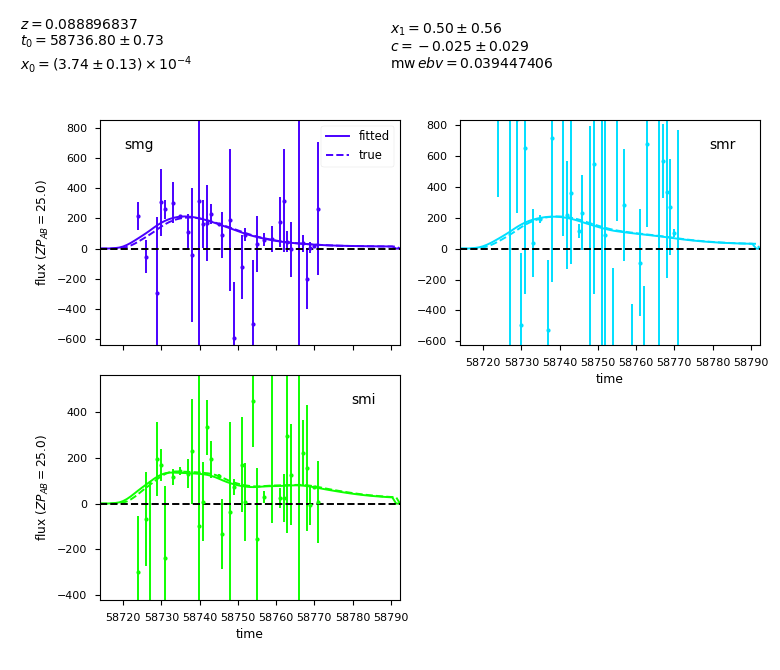 z = 0.088896837
t₀ = 58736.80 ± 0.73
x₀ = (3.74 ± 0.13) × 10⁻⁴
x₁ = 0.50 ± 0.56
c = −0.025 ± 0.029
mw ebv = 0.039447406
smg
fitted
true
800
600
400
200
0
−200
−400
−600
flux (ZP_AB = 25.0)
smr
800
600
400
200
0
−200
−400
−600
58720 58730 58740 58750 58760 58770 58780 58790
time
smi
400
200
0
−200
−400
flux (ZP_AB = 25.0)
58720 58730 58740 58750 58760 58770 58780 58790
time